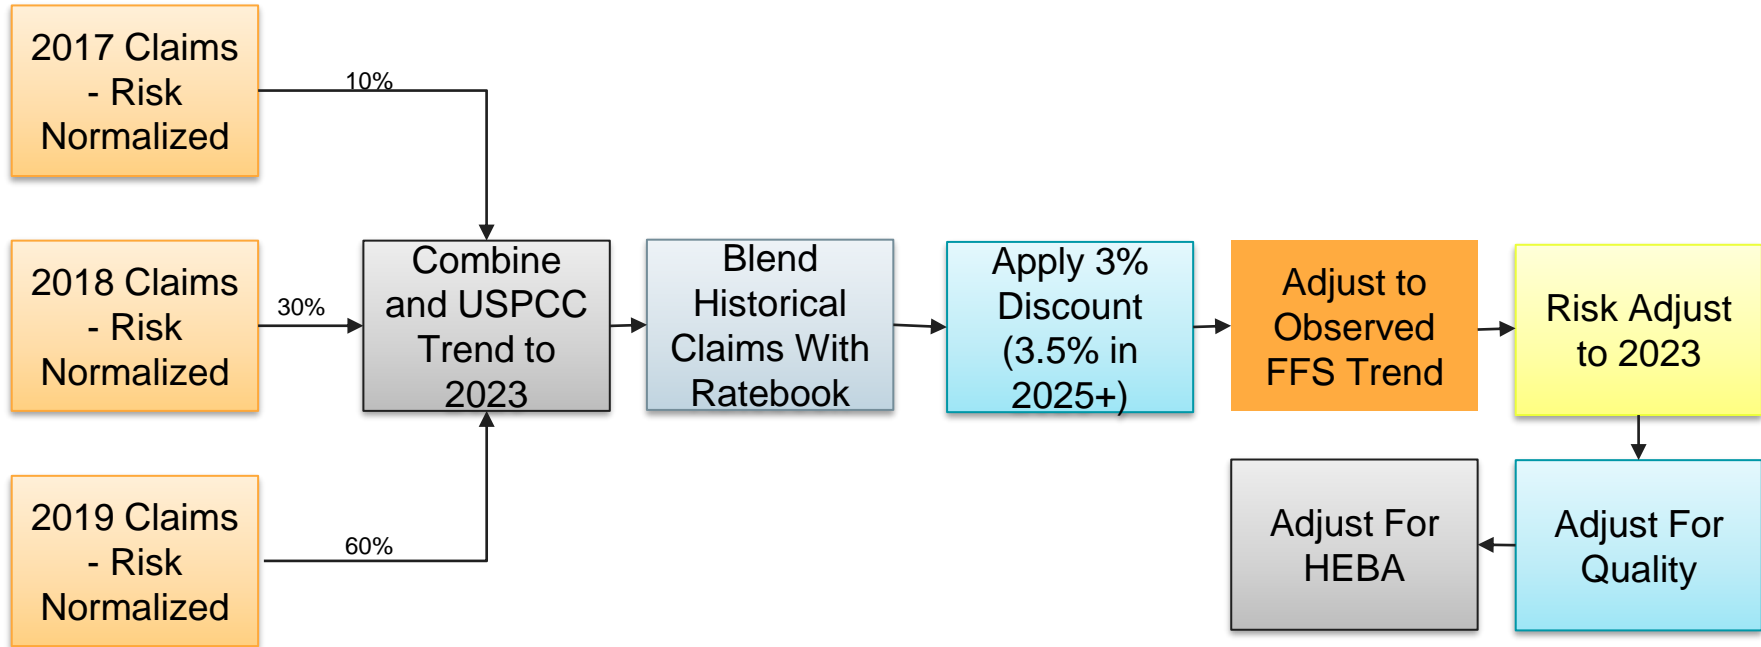 2017 Claims
- Risk
Normalized
10%
2018 Claims
- Risk
Normalized
30%
2019 Claims
- Risk
Normalized
60%
Combine
and USPCC
Trend to
2023
Blend
Historical
Claims With
Ratebook
Apply 3%
Discount
(3.5% in
2025+)
Adjust to
Observed
FFS Trend
Risk Adjust
to 2023
Adjust For
Quality
Adjust For
HEBA